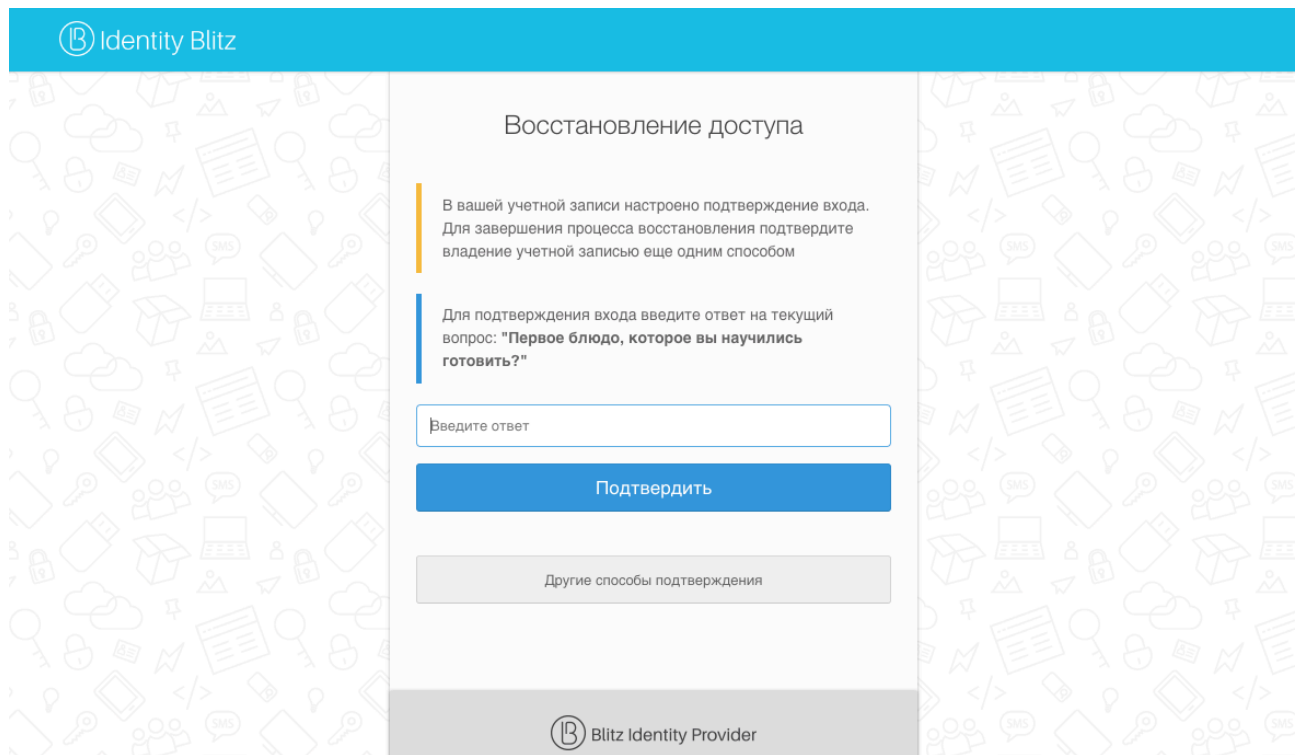 Identity Blitz
Восстановление доступа
В вашей учетной записи настроено подтверждение входа.
Для завершения процесса восстановления подтвердите
владение учетной записью еще одним способом
Для подтверждения входа введите ответ на текущий
вопрос: "Первое блюдо, которое вы научились
готовить?"
Введите ответ
Подтвердить
Другие способы подтверждения
Blitz Identity Provider